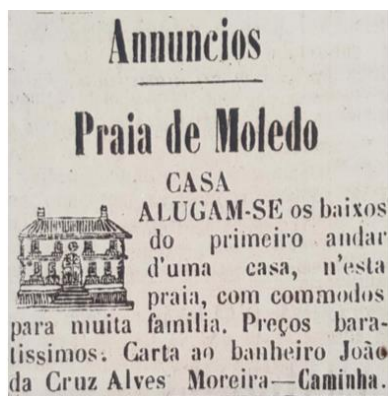 Annuncios
Praia de Moledo
CASA
ALUGAM-SE os baixos
do primeiro andar
d'uma casa, n'esta
praia, com commodos
para muita familia. Preços bara-
tissimos. Carta ao banheiro João
da Cruz Alves Moreira—Caminha.